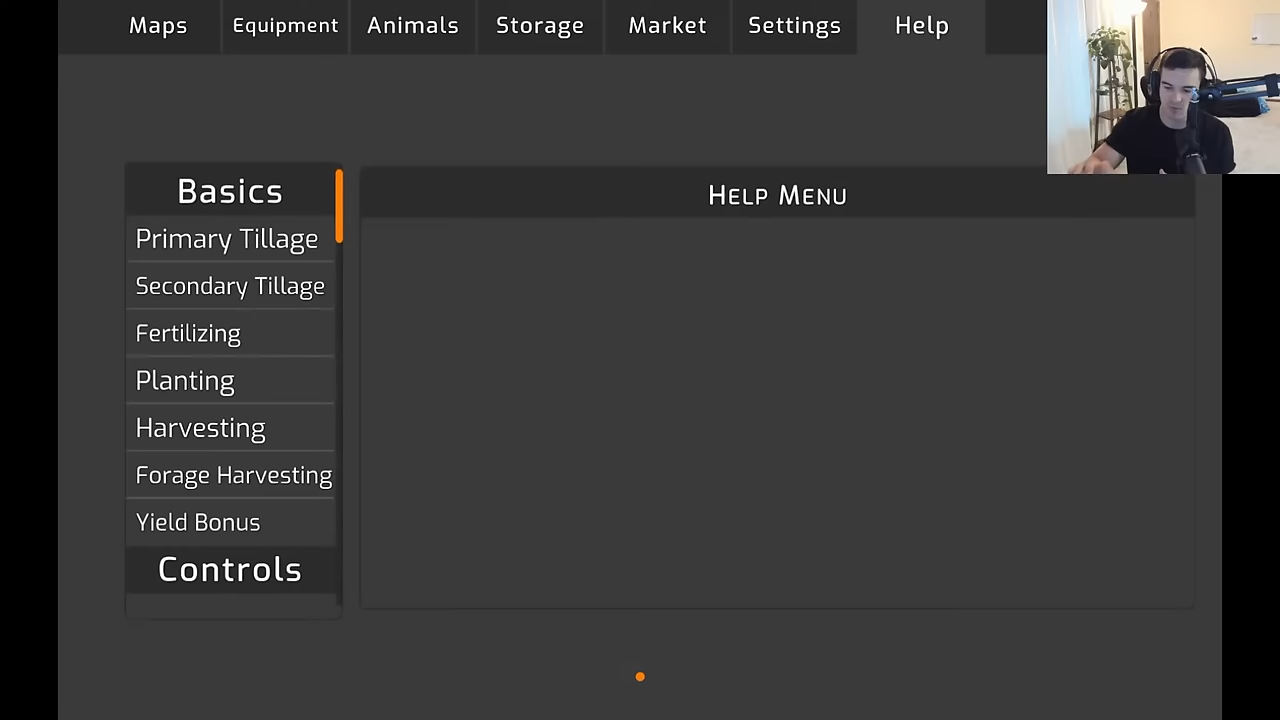 Maps
Equipment
Animals
Storage
Market
Settings
Help
Basics
Primary Tillage
Secondary Tillage
Fertilizing
Planting
Harvesting
Forage Harvesting
Yield Bonus
Controls
Help Menu